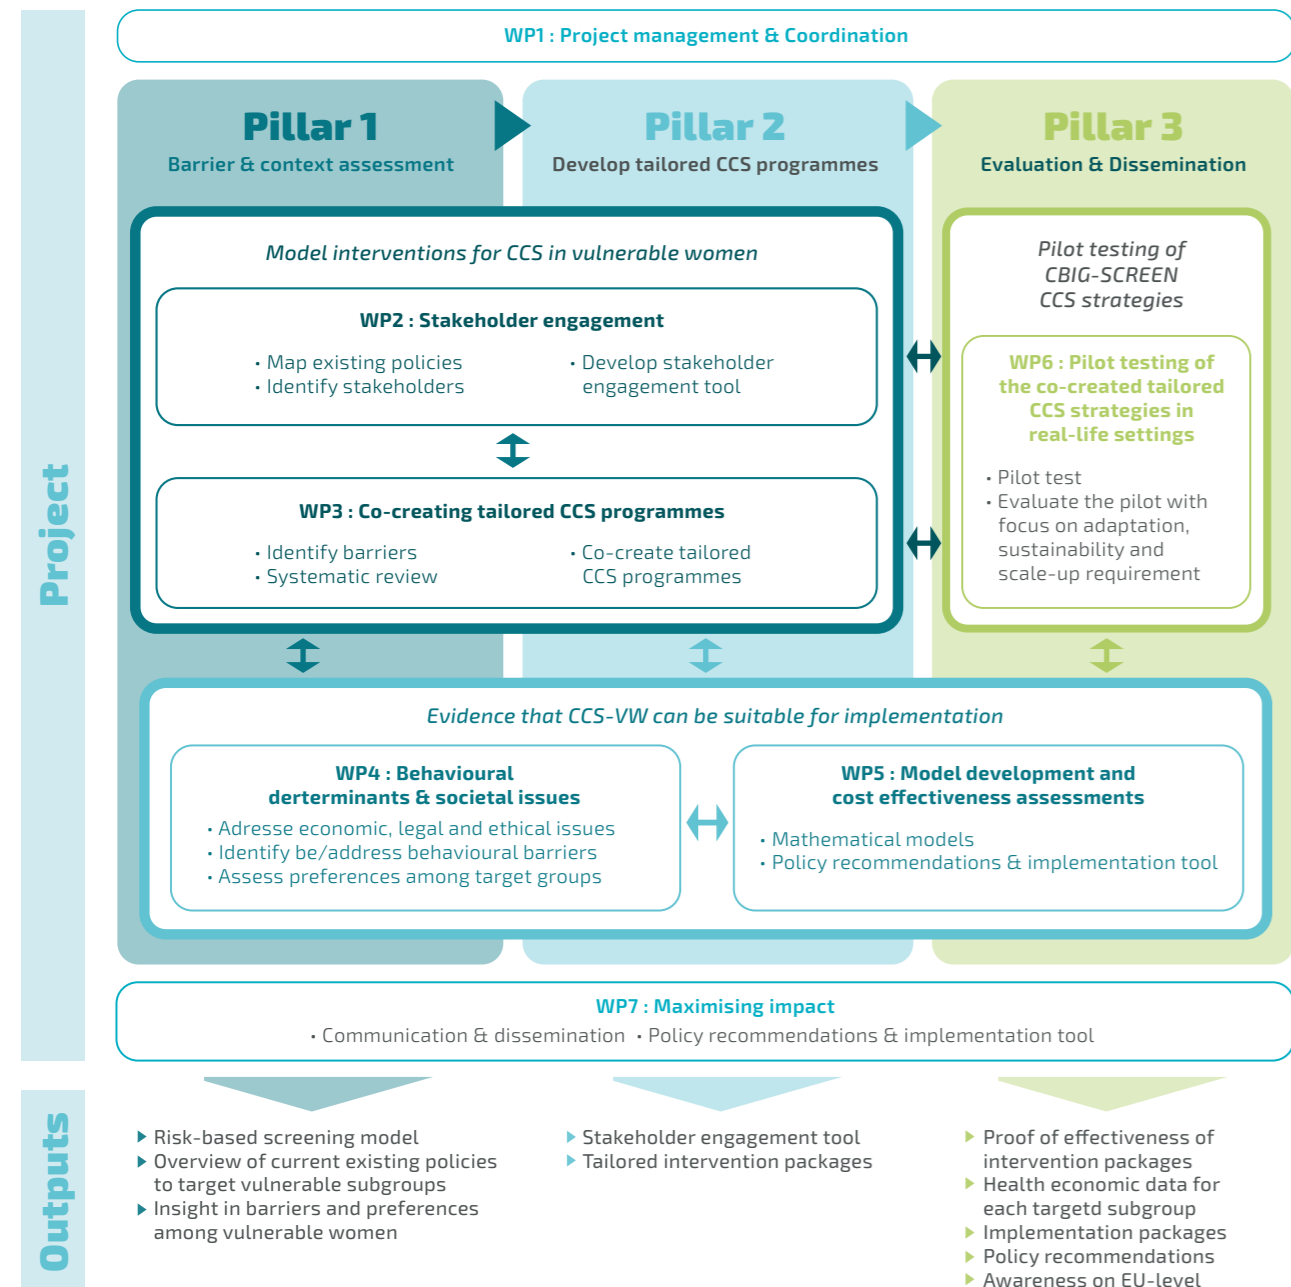 WP1 : Project management & Coordination
Project
Pillar 1
Barrier & context assessment
Pillar 2
Develop tailored CCS programmes
Pillar 3
Evaluation & Dissemination
Model interventions for CCS in vulnerable women
WP2 : Stakeholder engagement
• Map existing policies
• Identify stakeholders
• Develop stakeholder
engagement tool
WP3 : Co-creating tailored CCS programmes
• Identify barriers
• Systematic review
• Co-create tailored
CCS programmes
Pilot testing of
CBIG-SCREEN
CCS strategies
WP6 : Pilot testing of
the co-created tailored
CCS strategies in
real-life settings
• Pilot test
• Evaluate the pilot with
focus on adaptation,
sustainability and
scale-up requirement
Evidence that CCS-VW can be suitable for implementation
WP4 : Behavioural
derterminants & societal issues
• Adresse economic, legal and ethical issues
• Identify be/address behavioural barriers
• Assess preferences among target groups
WP5 : Model development and
cost effectiveness assessments
• Mathematical models
• Policy recommendations & implementation tool
WP7 : Maximising impact
• Communication & dissemination • Policy recommendations & implementation tool
Outputs
Risk-based screening model
Overview of current existing policies
to target vulnerable subgroups
Insight in barriers and preferences
among vulnerable women
Stakeholder engagement tool
Tailored intervention packages
Proof of effectiveness of
intervention packages
Health economic data for
each targetd subgroup
Implementation packages
Policy recommendations
Awareness on EU-level